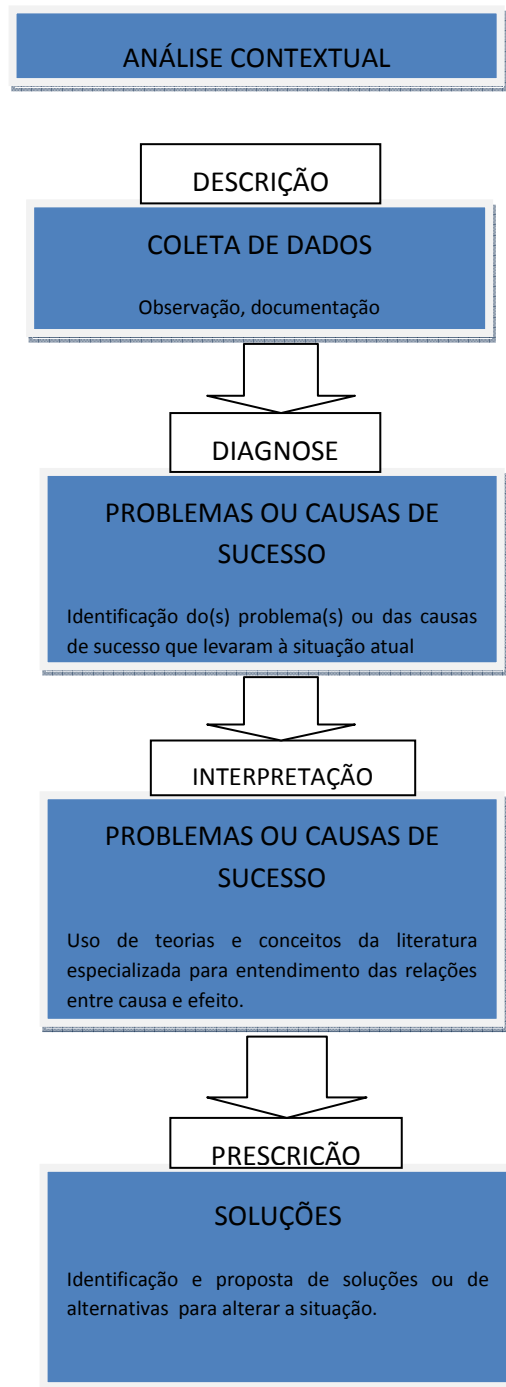 ANÁLISE CONTEXTUAL
DESCRIÇÃO
COLETA DE DADOS
Observação, documentação
DIAGNOSE
PROBLEMAS OU CAUSAS DE
SUCESSO
Identificação do(s) problema(s) ou das causas
de sucesso que levaram à situação atual
INTERPRETAÇÃO
PROBLEMAS OU CAUSAS DE
SUCESSO
Uso de teorias e conceitos da literatura
especializada para entendimento das relações
entre causa e efeito.
PRESCRIÇÃO
SOLUÇÕES
Identificação e proposta de soluções ou de
alternativas para alterar a situação.